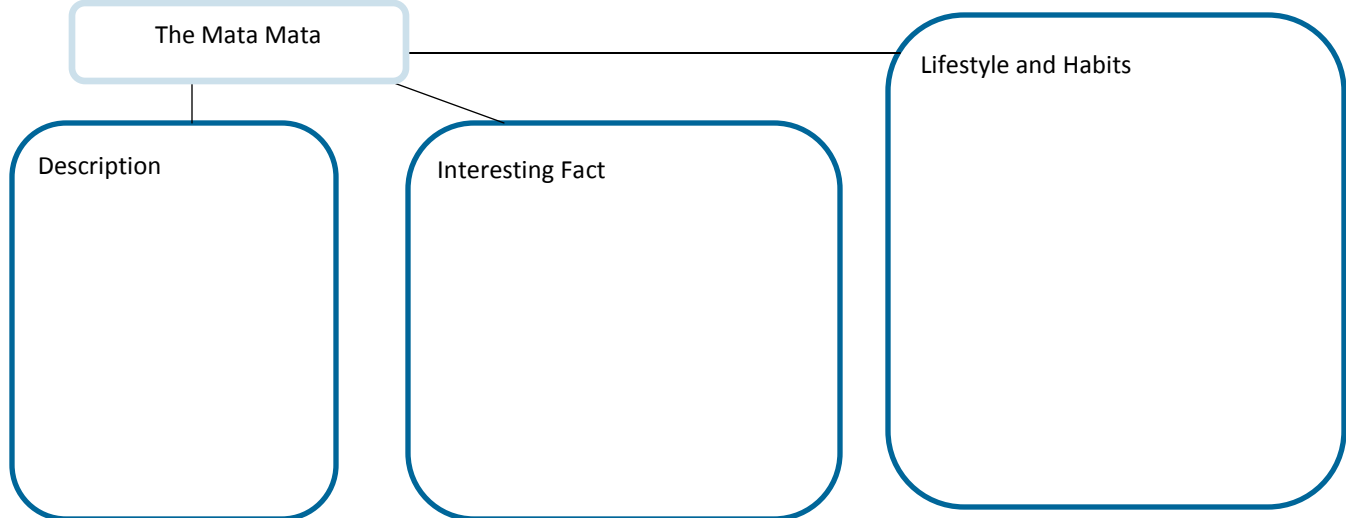 The Mata Mata
Lifestyle and Habits
Description
Interesting Fact